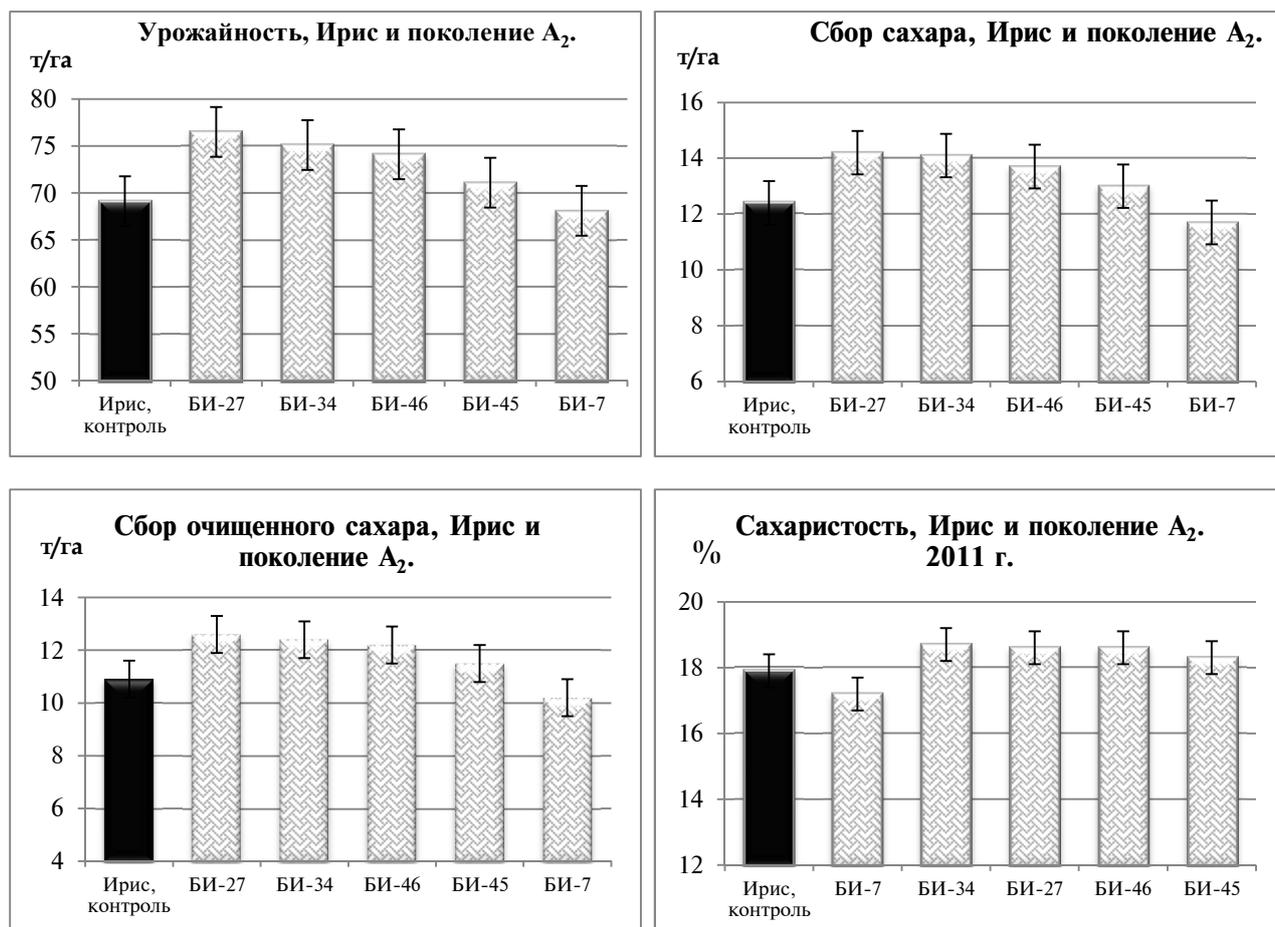 Урожайность, Ирис и поколение А₂.
т/га
80
75
70
65
60
55
50
Ирис, контроль БИ-27 БИ-34 БИ-46 БИ-45 БИ-7
Сбор сахара, Ирис и поколение А₂.
т/га
16
14
12
10
8
6
Ирис, контроль БИ-27 БИ-34 БИ-46 БИ-45 БИ-7
Сбор очищенного сахара, Ирис и
поколение А₂.
т/га
14
12
10
8
6
4
Ирис, контроль БИ-27 БИ-34 БИ-46 БИ-45 БИ-7
Сахаристость, Ирис и поколение А₂.
2011 г.
%
20
18
16
14
12
Ирис, контроль БИ-7 БИ-34 БИ-27 БИ-46 БИ-45